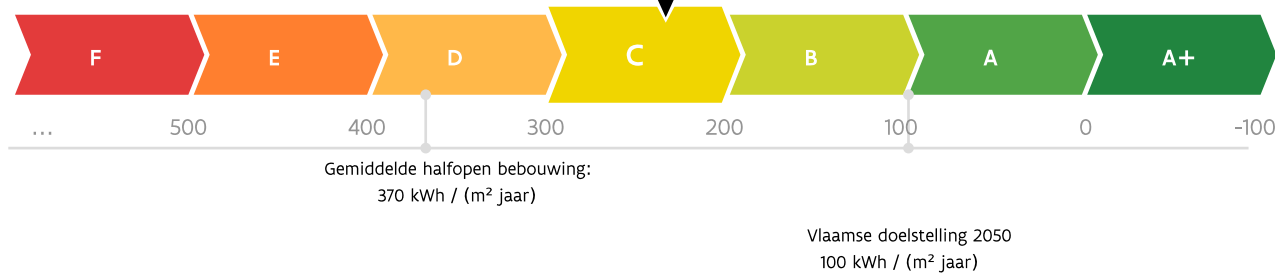 F E D C B A A+
... 500 400 300 200 100 0 -100
Gemiddelde halfopen bebouwing:
370 kWh / (m² jaar)
Vlaamse doelstelling 2050
100 kWh / (m² jaar)